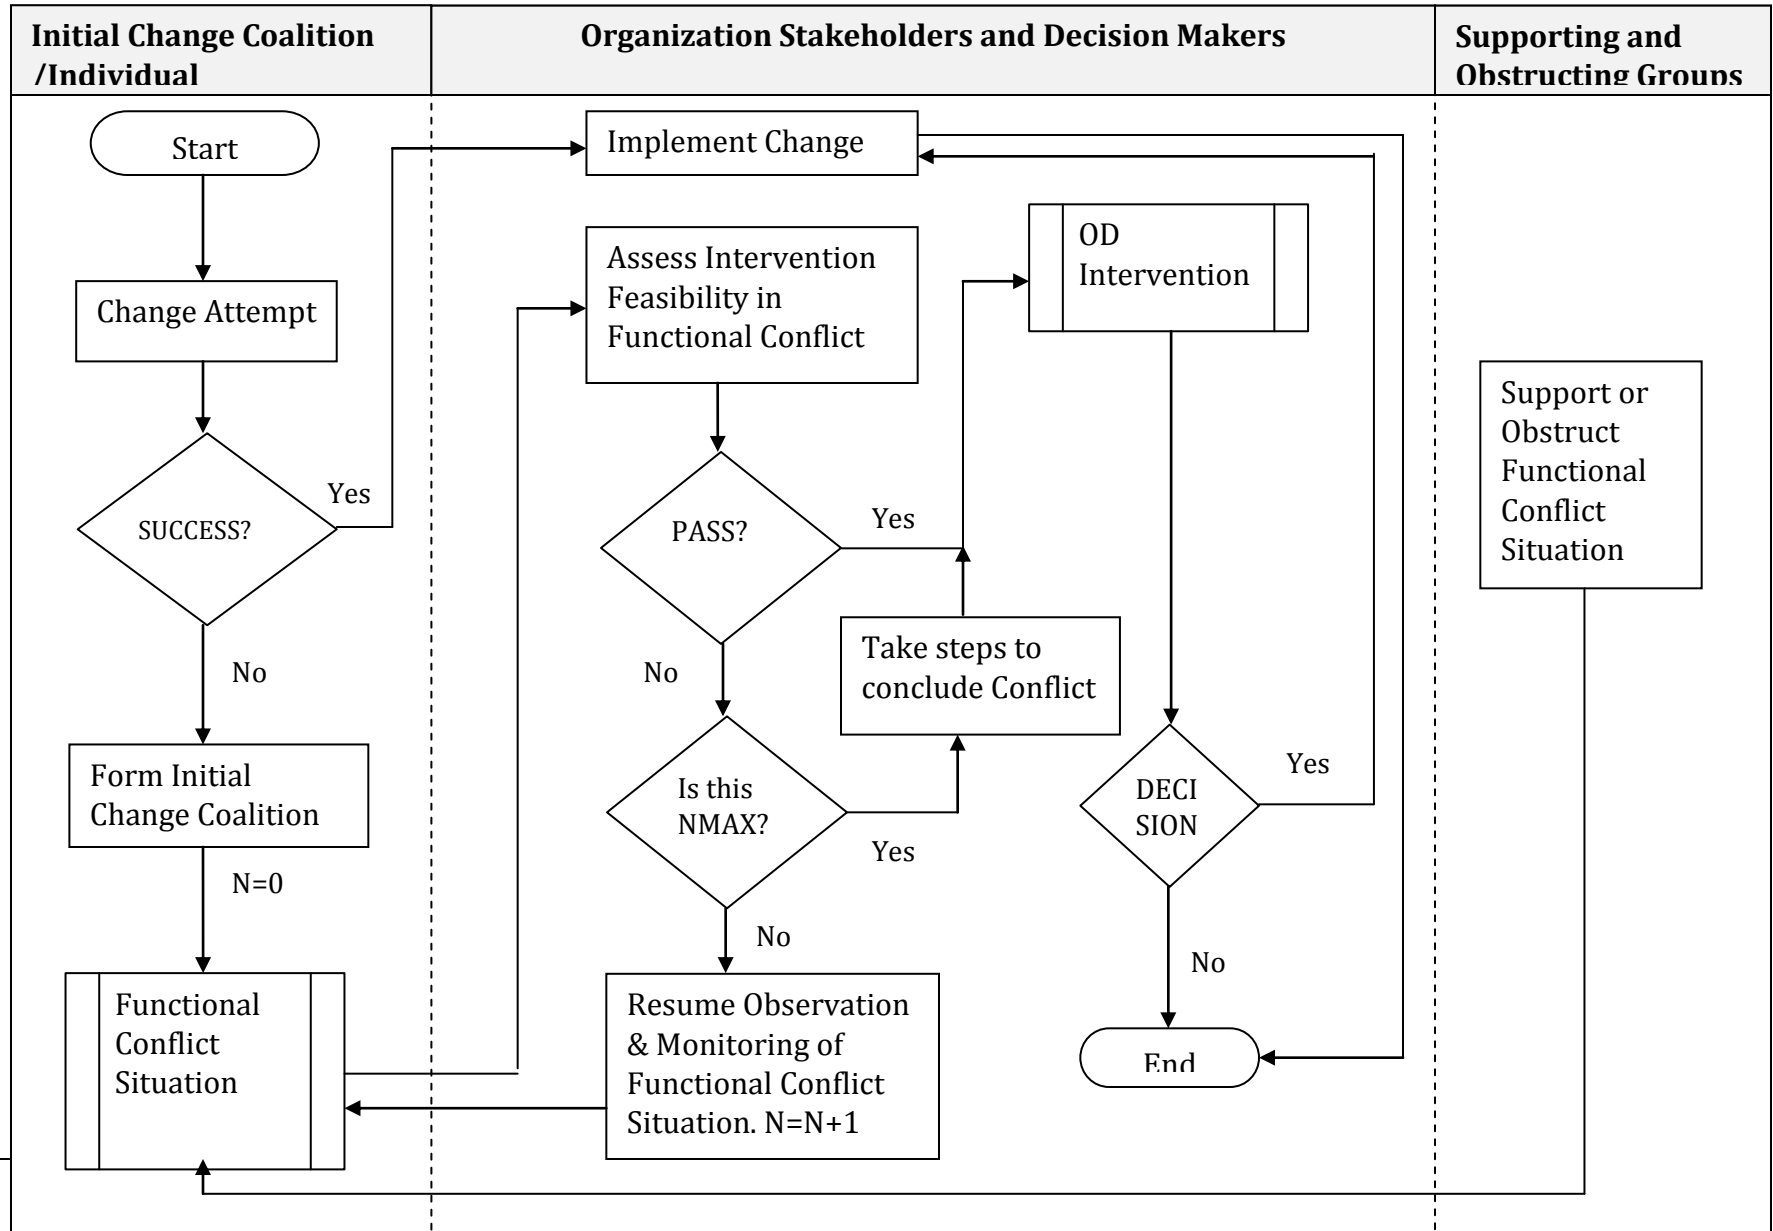 Initial Change Coalition
/Individual
Organization Stakeholders and Decision Makers
Supporting and
Obstructing Groups
Start
Change Attempt
SUCCESS?
Yes
No
Form Initial
Change Coalition
N=0
Functional
Conflict
Situation
Implement Change
Assess Intervention
Feasibility in
Functional Conflict
PASS?
Yes
No
Take steps to
conclude Conflict
Is this
NMAX?
Yes
No
Resume Observation
& Monitoring of
Functional Conflict
Situation. N=N+1
OD
Intervention
DECI
SION
Yes
No
End
Support or
Obstruct
Functional
Conflict
Situation